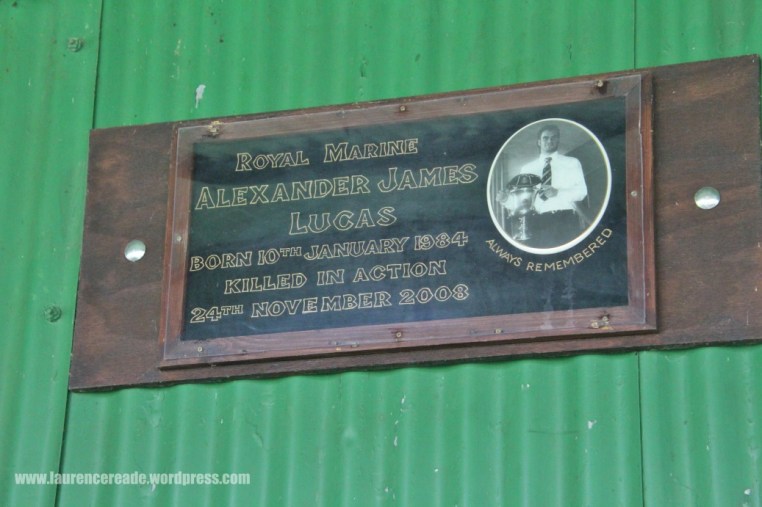 Royal Marine
Alexander James
Lucas
Born 10th January 1984
Killed in Action
24th November 2008
Always Remembered
www.laurencereade.wordpress.com